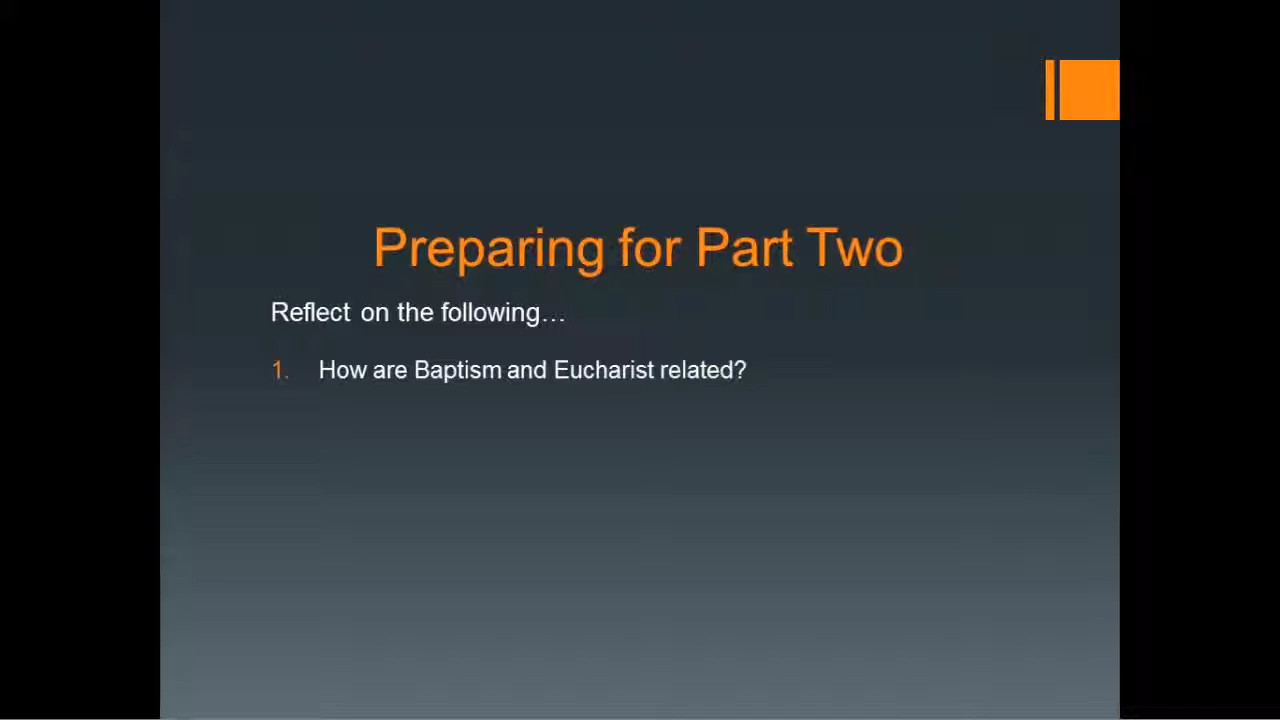 Preparing for Part Two
Reflect on the following…
1. How are Baptism and Eucharist related?